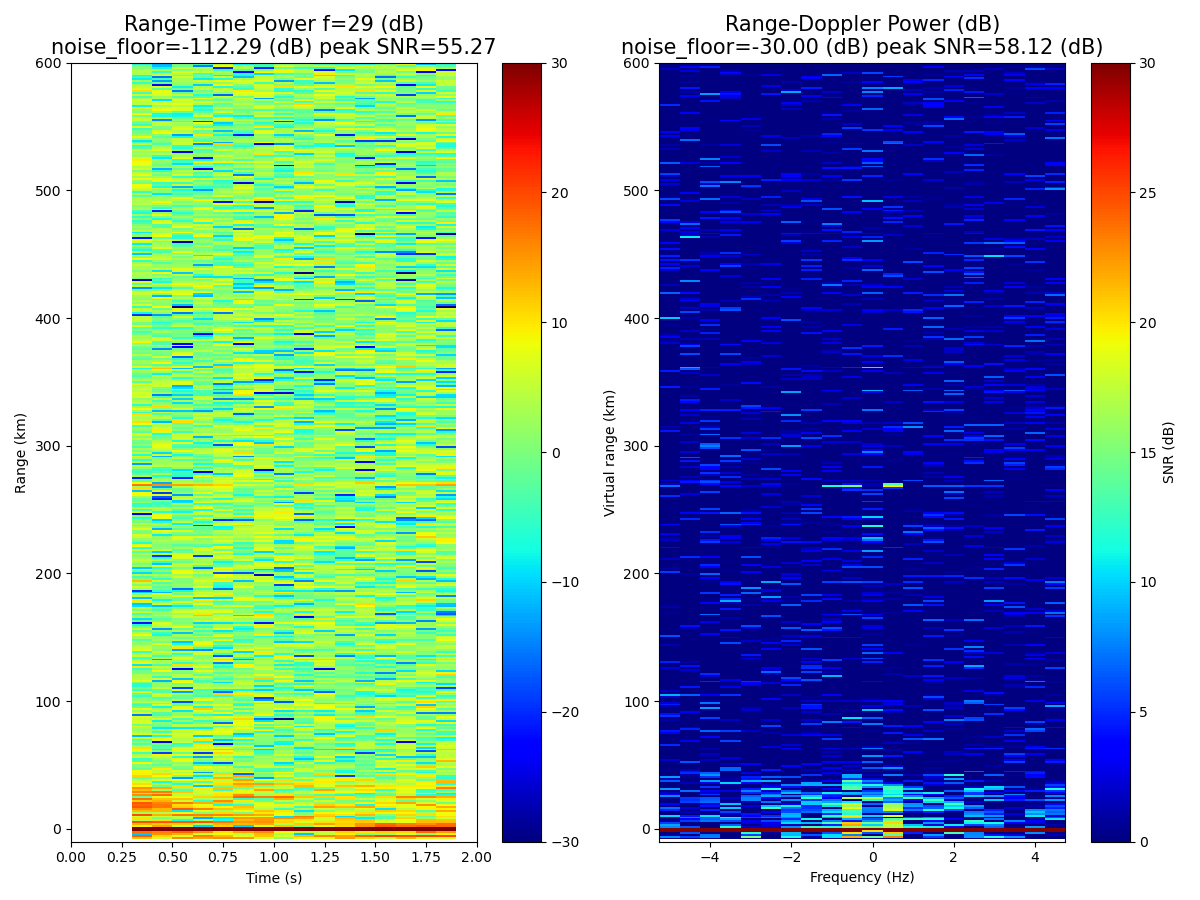 Range-Time Power f=29 (dB)
noise_floor=-112.29 (dB) peak SNR=55.27
Range-Doppler Power (dB)
noise_floor=-30.00 (dB) peak SNR=58.12 (dB)
600
500
400
300
200
100
0
Range (km)
0.00 0.25 0.50 0.75 1.00 1.25 1.50 1.75 2.00
Time (s)
30
20
10
0
−10
−20
−30
600
500
400
300
200
100
0
Virtual range (km)
−4 −2 0 2 4
Frequency (Hz)
30
25
20
15
10
5
0
SNR (dB)